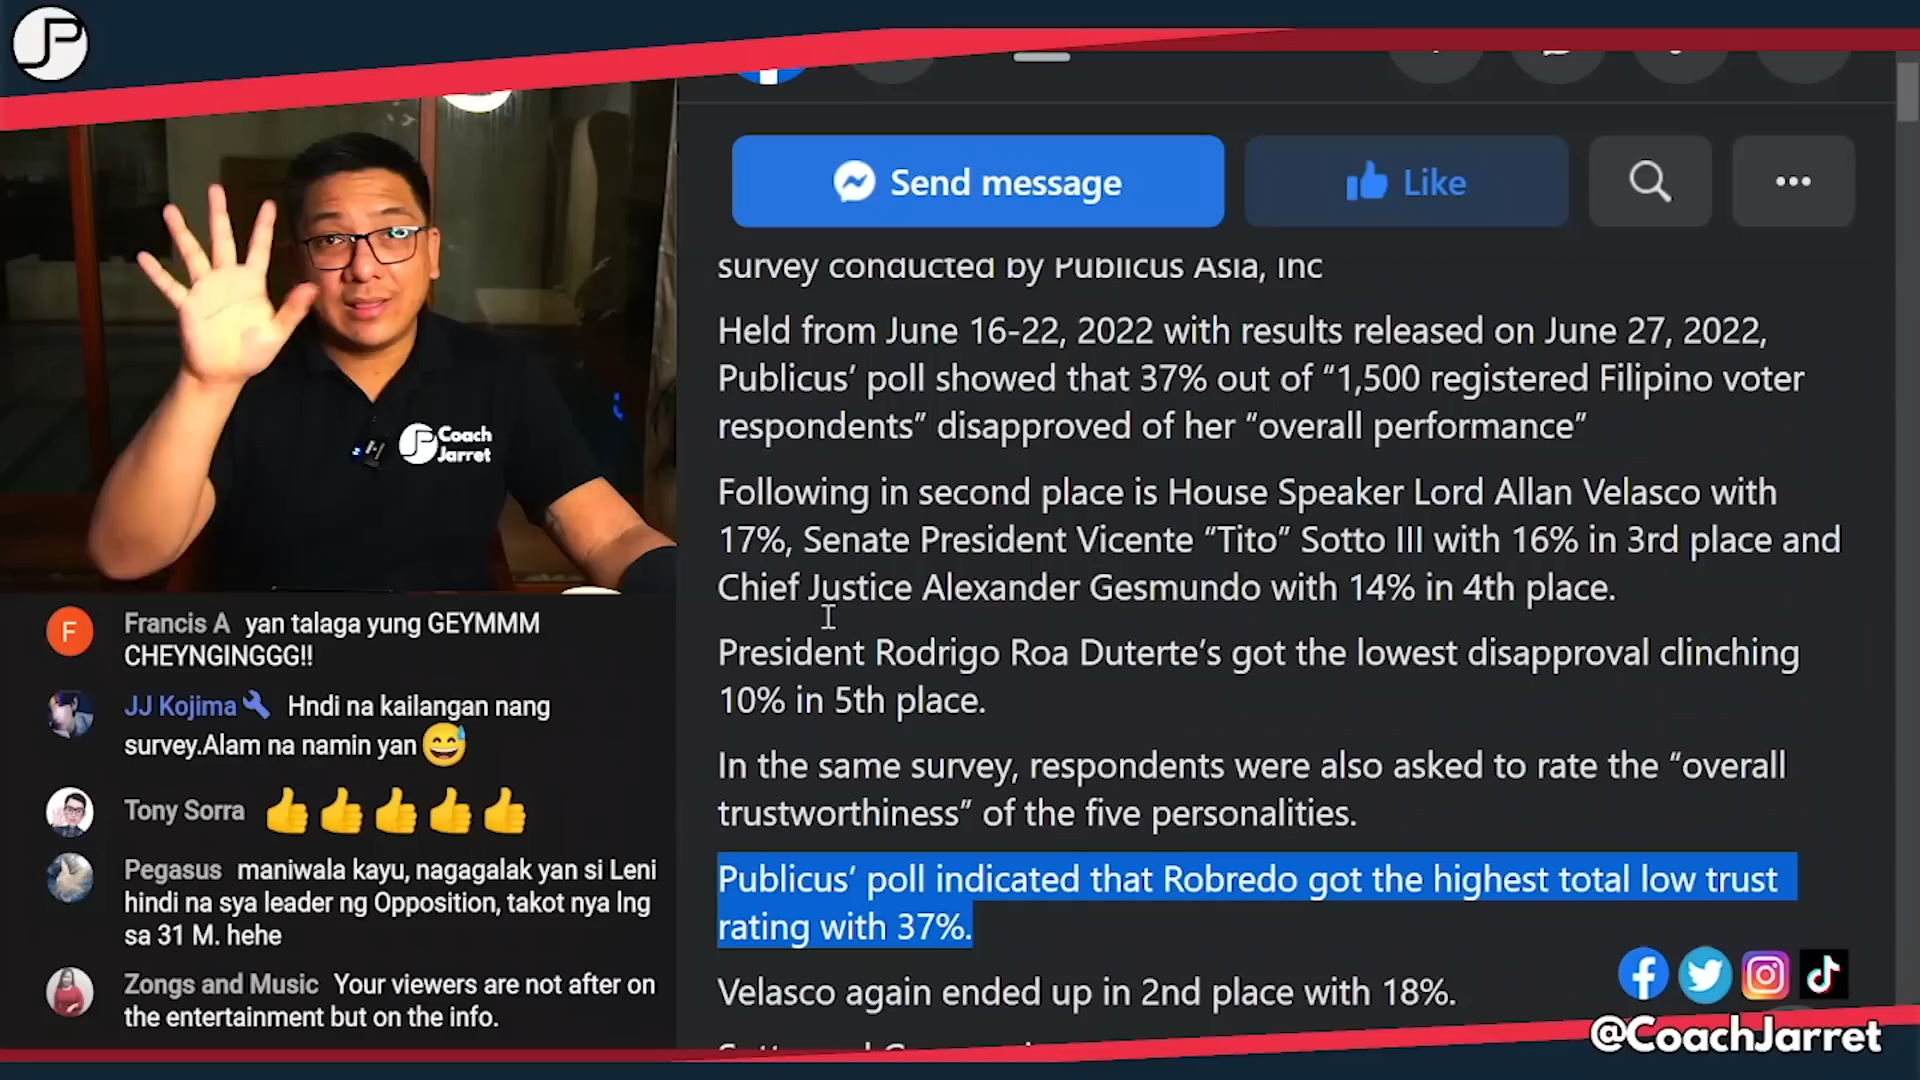 JP
Send message
Like
survey conducted by Publicus Asia, Inc
Held from June 16-22, 2022 with results released on June 27, 2022,
Publicus’ poll showed that 37% out of “1,500 registered Filipino voter
respondents” disapproved of her “overall performance”
Following in second place is House Speaker Lord Allan Velasco with
17%, Senate President Vicente “Tito” Sotto III with 16% in 3rd place and
Chief Justice Alexander Gesmundo with 14% in 4th place.
President Rodrigo Roa Duterte’s got the lowest disapproval clinching
10% in 5th place.
In the same survey, respondents were also asked to rate the “overall
trustworthiness” of the five personalities.
Publicus’ poll indicated that Robredo got the highest total low trust
rating with 37%.
Velasco again ended up in 2nd place with 18%.
JP Coach
Jarret
F
Francis A yan talaga yung GEYMMM
CHEYNGINGGG!!
JJ Kojima Hndi na kailangan nang
survey.Alam na namin yan
Tony Sorra
Pegasus maniwala kayu, nagagalak yan si Leni
hindi na sya leader ng Opposition, takot nya lng
sa 31 M. hehe
Zongs and Music Your viewers are not after on
the entertainment but on the info.
@CoachJarret